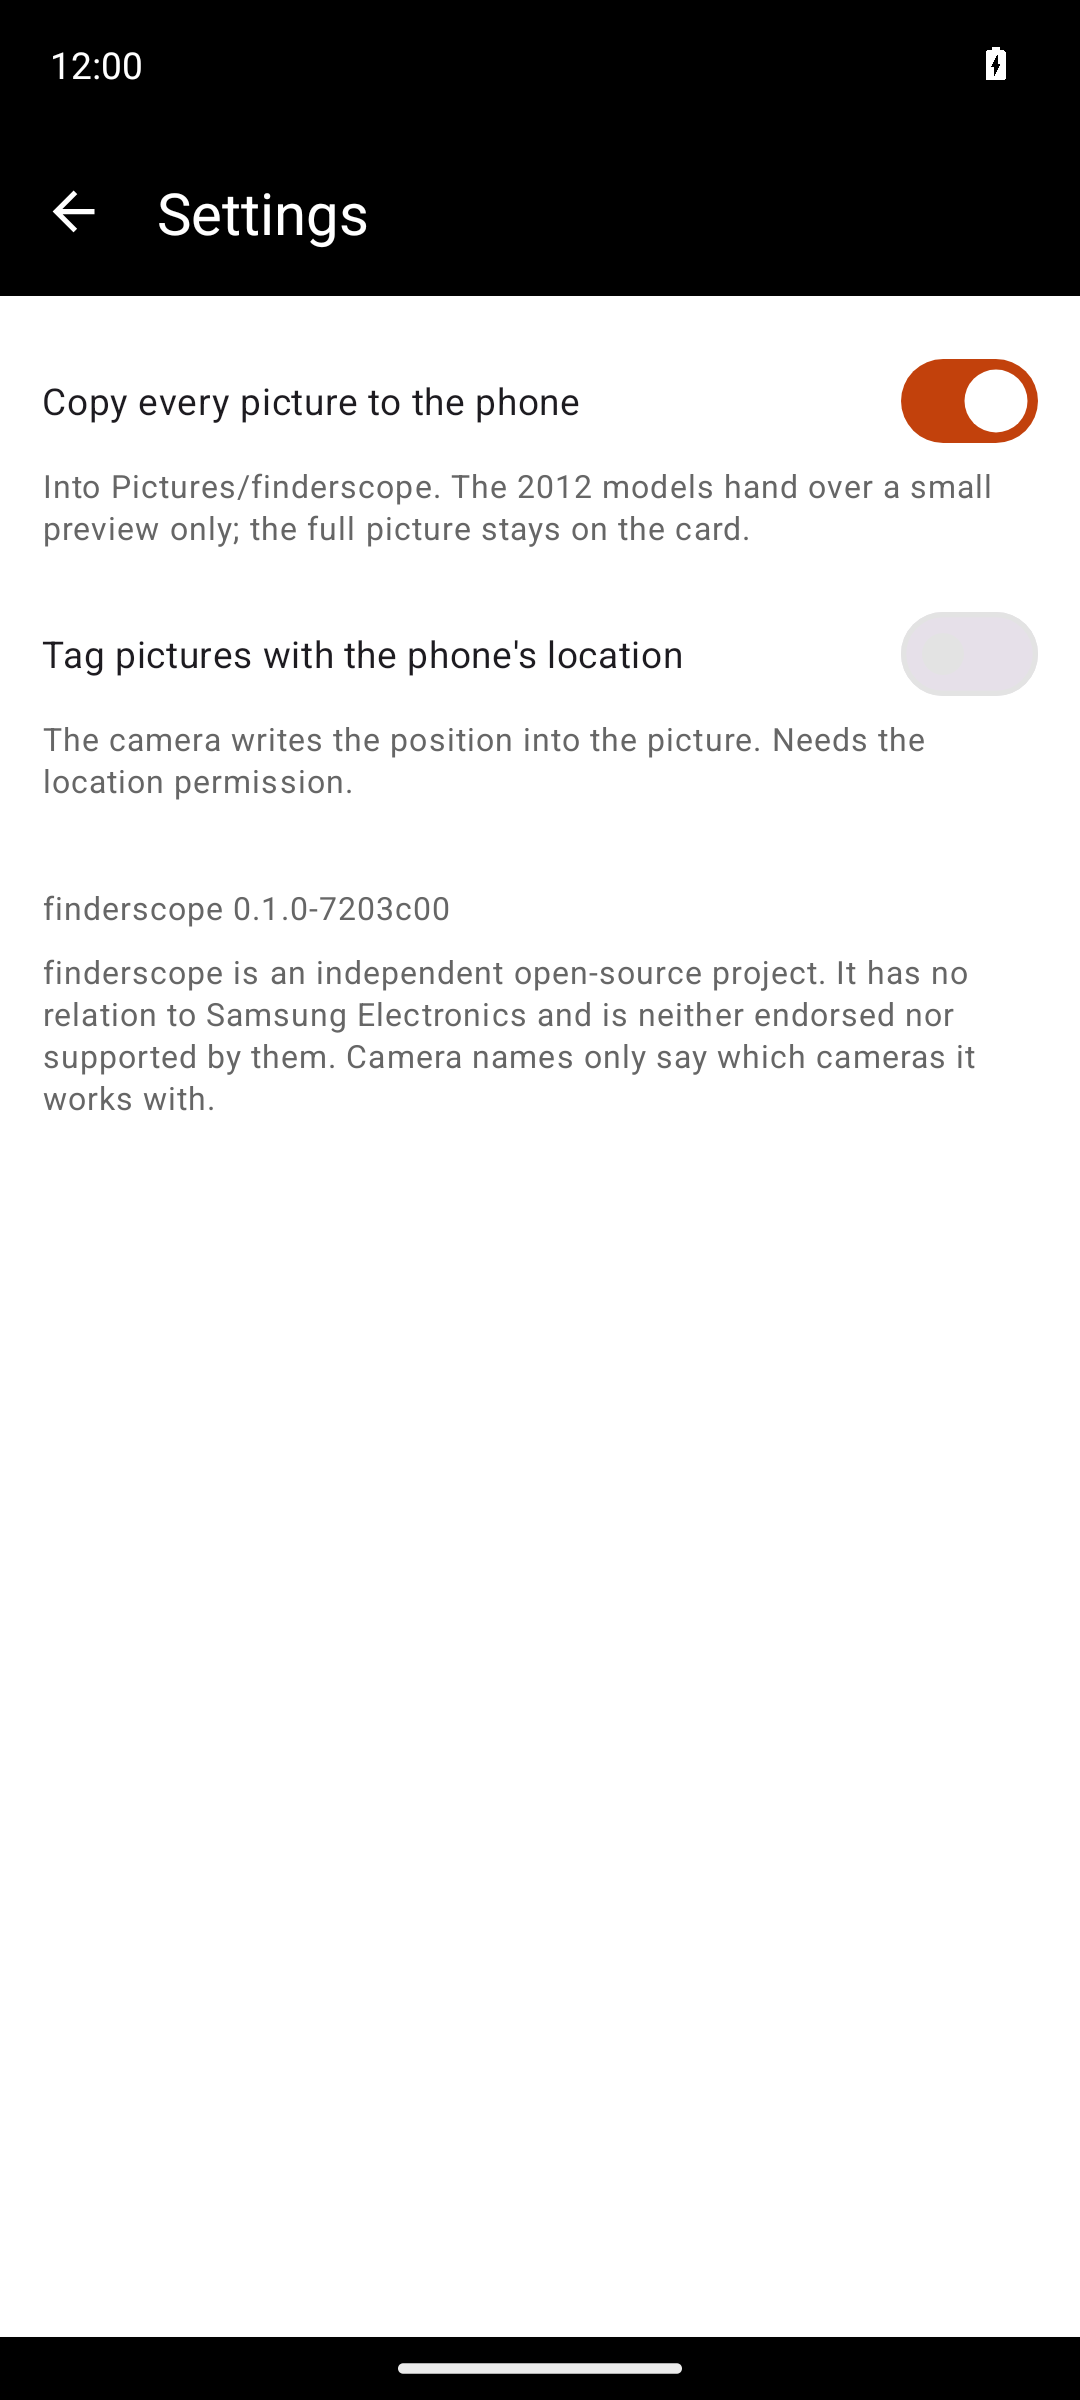 12:00
Settings
Copy every picture to the phone
Into Pictures/finderscope. The 2012 models hand over a small
preview only; the full picture stays on the card.
Tag pictures with the phone's location
The camera writes the position into the picture. Needs the
location permission.
finderscope 0.1.0-7203c00
finderscope is an independent open-source project. It has no
relation to Samsung Electronics and is neither endorsed nor
supported by them. Camera names only say which cameras it
works with.